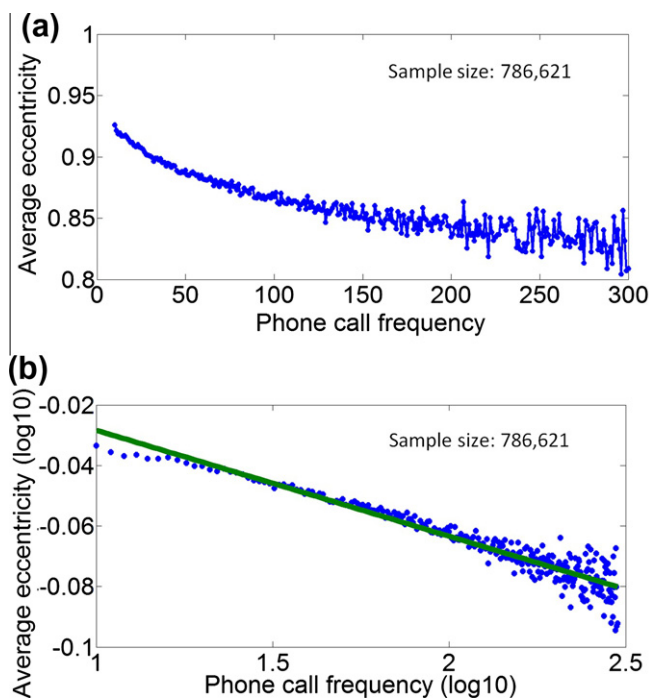 (a)
1
Sample size: 786,621
0.95
0.9
0.85
0.8
0 50 100 150 200 250 300
Average eccentricity
Phone call frequency
(b)
-0.02
Sample size: 786,621
-0.04
-0.06
-0.08
-0.1
1 1.5 2 2.5
Average eccentricity (log10)
Phone call frequency (log10)